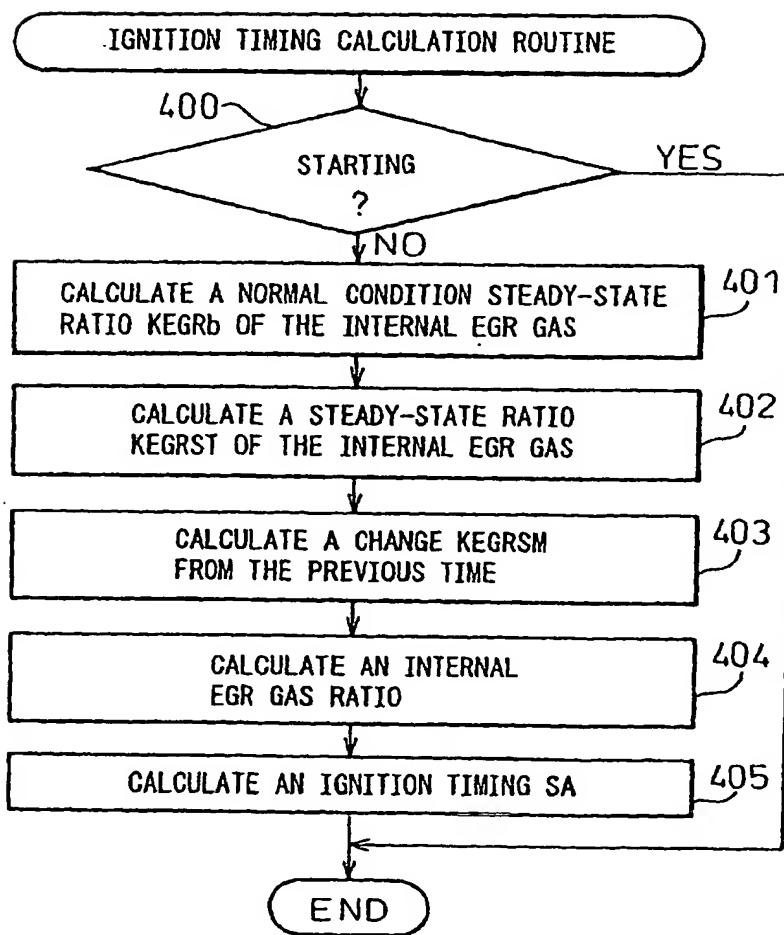 IGNITION TIMING CALCULATION ROUTINE
400
STARTING
?
YES
NO
CALCULATE A NORMAL CONDITION STEADY-STATE
RATIO KEGRb OF THE INTERNAL EGR GAS
401
CALCULATE A STEADY-STATE RATIO
KEGRST OF THE INTERNAL EGR GAS
402
CALCULATE A CHANGE KEGRSM
FROM THE PREVIOUS TIME
403
CALCULATE AN INTERNAL
EGR GAS RATIO
404
CALCULATE AN IGNITION TIMING SA
405
END